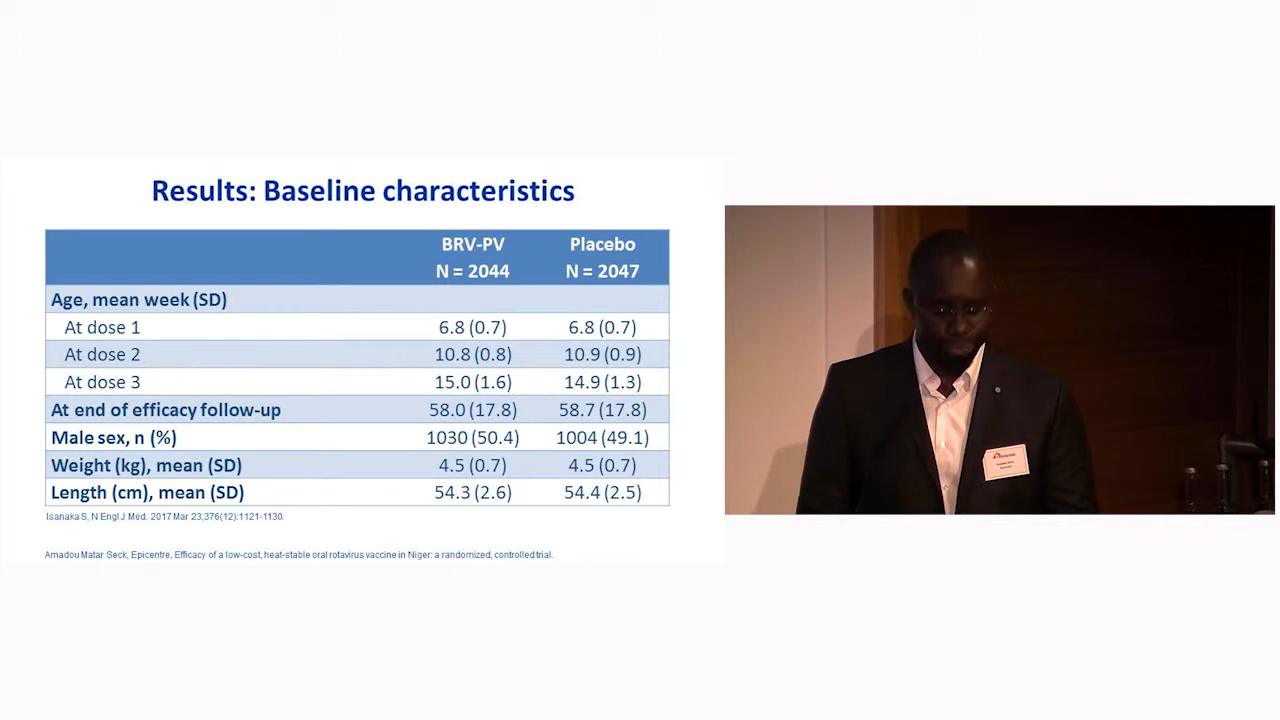 Results: Baseline characteristics
BRV-PV Placebo
N = 2044 N = 2047
Age, mean week (SD)
At dose 1 6.8 (0.7) 6.8 (0.7)
At dose 2 10.8 (0.8) 10.9 (0.9)
At dose 3 15.0 (1.6) 14.9 (1.3)
At end of efficacy follow-up 58.0 (17.8) 58.7 (17.8)
Male sex, n (%) 1030 (50.4) 1004 (49.1)
Weight (kg), mean (SD) 4.5 (0.7) 4.5 (0.7)
Length (cm), mean (SD) 54.3 (2.6) 54.4 (2.5)
Isanaka S, N Engl J Med. 2017 Mar 23;376(12):1121-1130.
Amadou Matar Seck, Epicentre, Efficacy of a low-cost, heat-stable oral rotavirus vaccine in Niger: a randomized, controlled trial.